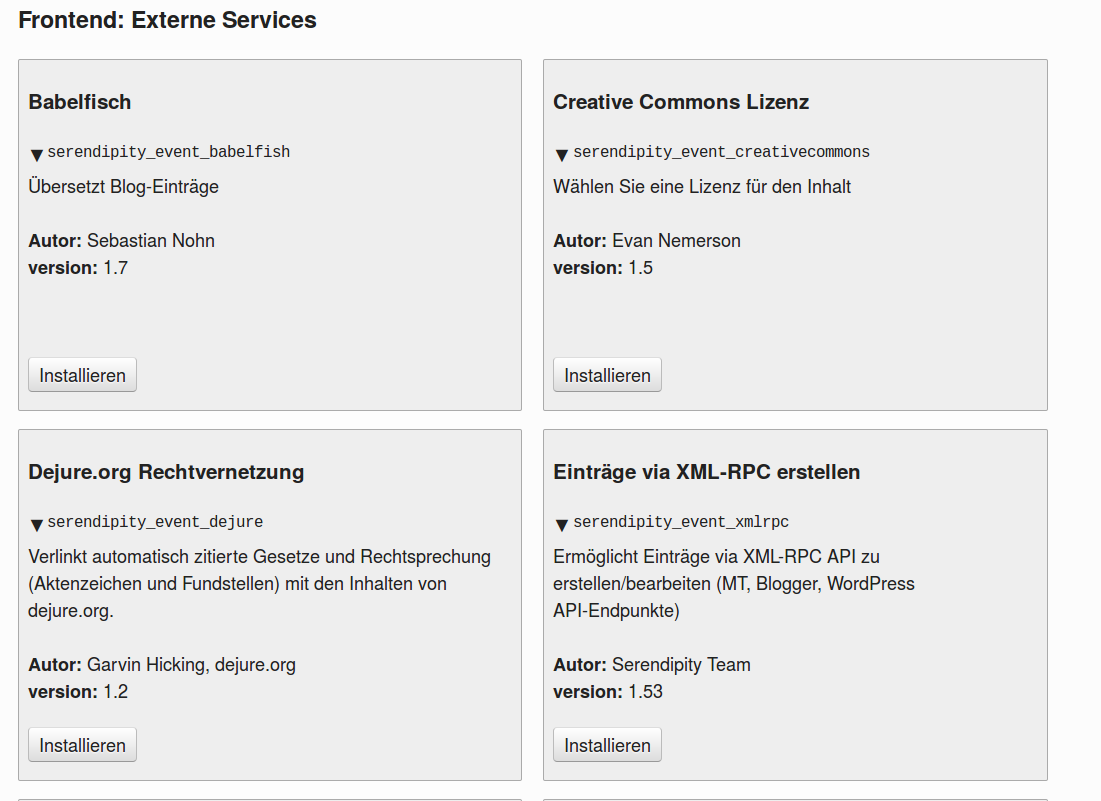 Frontend: Externe Services
Babelfisch
▼ serendipity_event_babelfish
Übersetzt Blog-Einträge
Autor: Sebastian Nohn
version: 1.7
Installieren
Creative Commons Lizenz
▼ serendipity_event_creativecommons
Wählen Sie eine Lizenz für den Inhalt
Autor: Evan Nemerson
version: 1.5
Installieren
Dejure.org Rechtvernetzung
▼ serendipity_event_dejure
Verlinkt automatisch zitierte Gesetze und Rechtsprechung
(Aktenzeichen und Fundstellen) mit den Inhalten von
dejure.org.
Autor: Garvin Hicking, dejure.org
version: 1.2
Installieren
Einträge via XML-RPC erstellen
▼ serendipity_event_xmlrpc
Ermöglicht Einträge via XML-RPC API zu
erstellen/bearbeiten (MT, Blogger, WordPress
API-Endpunkte)
Autor: Serendipity Team
version: 1.53
Installieren